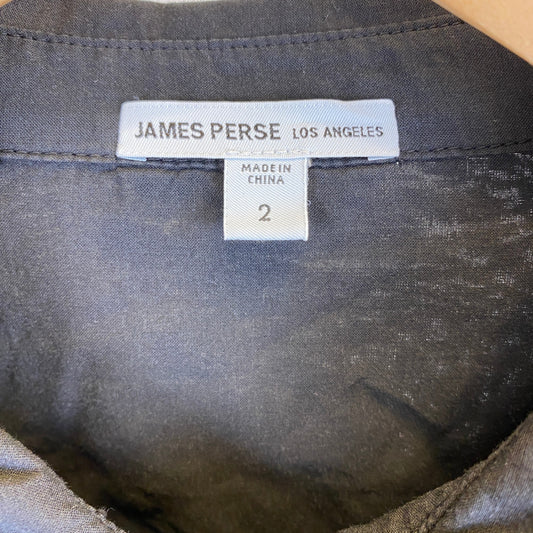 JAMES PERSE LOS ANGELES
MADE IN
CHINA
2